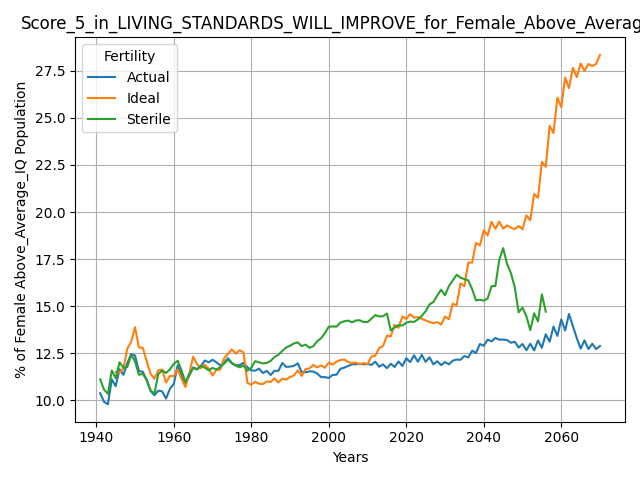 Score_5_in_LIVING_STANDARDS_WILL_IMPROVE_for_Female_Above_Averag
Fertility
Actual
Ideal
Sterile
% of Female Above_Average_IQ Population
27.5
25.0
22.5
20.0
17.5
15.0
12.5
10.0
1940 1960 1980 2000 2020 2040 2060
Years